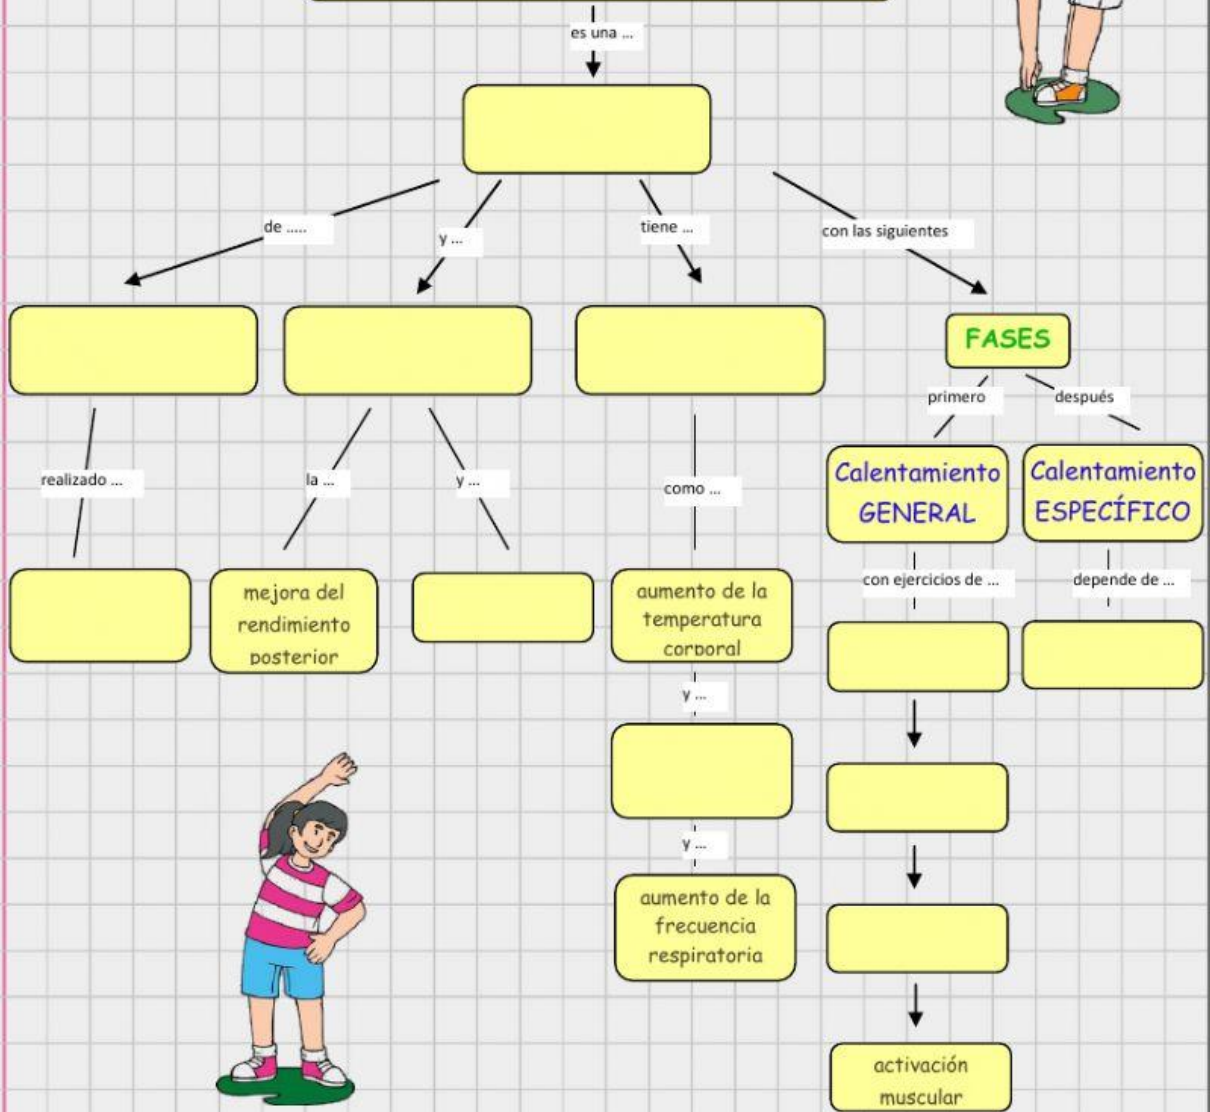 es una ...
de .....
y ...
tiene ...
con las siguientes
FASES
primero
después
realizado ...
la ...
y ...
como ...
Calentamiento
GENERAL
Calentamiento
ESPECÍFICO
con ejercicios de ...
depende de ...
mejora del
rendimiento
posterior
aumento de la
temperatura
corporal
y ...
y ...
aumento de la
frecuencia
respiratoria
activación
muscular